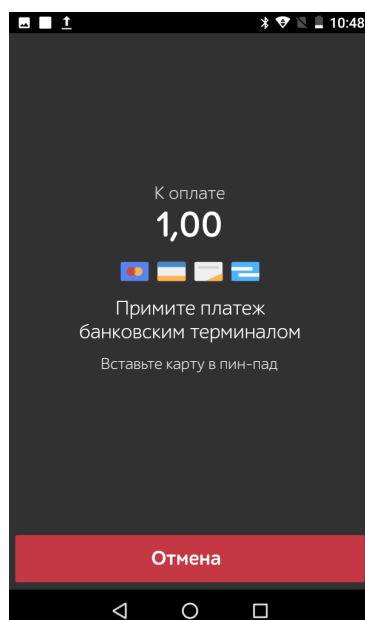 10:48
К оплате
1,00
Примите платеж
банковским терминалом
Вставьте карту в пин-пад
Отмена